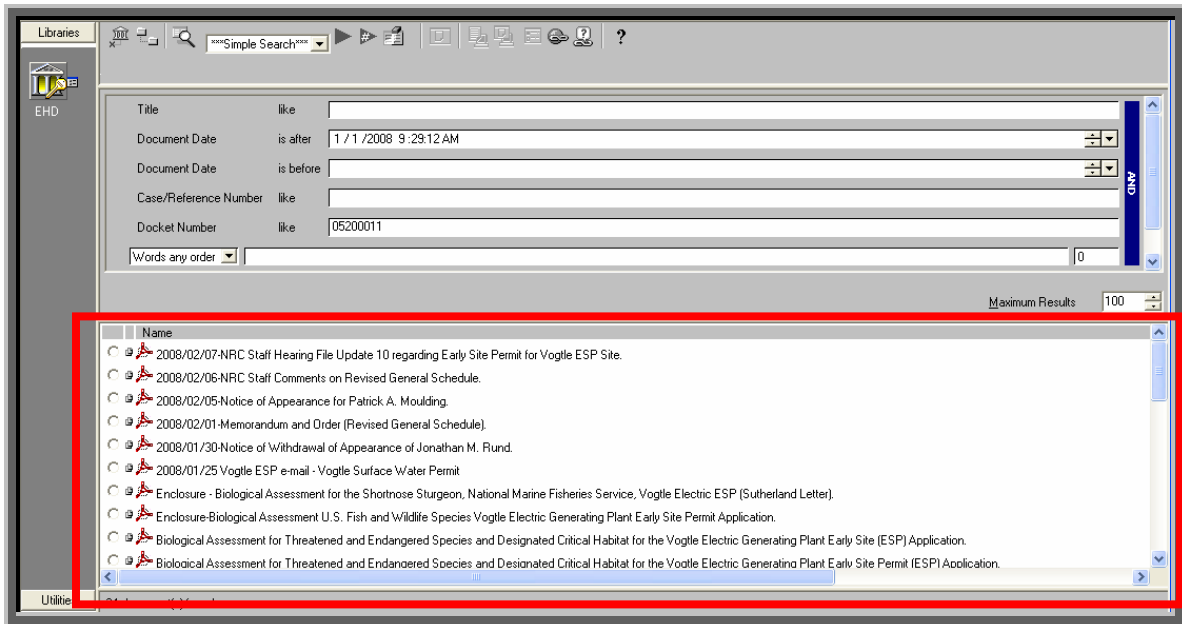 Libraries
***Simple Search***
?
EHD
Title like
Document Date is after 1 / 1 /2008 9 :29:12 AM
Document Date is before
Case/Reference Number like
Docket Number like 05200011
AND
Words any order 0
Maximum Results 100
Name
2008/02/07-NRC Staff Hearing File Update 10 regarding Early Site Permit for Vogtle ESP Site.
2008/02/06-NRC Staff Comments on Revised General Schedule.
2008/02/05-Notice of Appearance for Patrick A. Moulding.
2008/02/01-Memorandum and Order (Revised General Schedule).
2008/01/30-Notice of Withdrawal of Appearance of Jonathan M. Rund.
2008/01/25 Vogtle ESP e-mail - Vogtle Surface Water Permit
Enclosure - Biological Assessment for the Shortnose Sturgeon, National Marine Fisheries Service, Vogtle Electric ESP (Sutherland Letter).
Enclosure-Biological Assessment U.S. Fish and Wildlife Species Vogtle Electric Generating Plant Early Site Permit Application.
Biological Assessment for Threatened and Endangered Species and Designated Critical Habitat for the Vogtle Electric Generating Plant Early Site (ESP) Application.
Biological Assessment for Threatened and Endangered Species and Designated Critical Habitat for the Vogtle Electric Generating Plant Early Site Permit (ESP) Application.
Utilitie